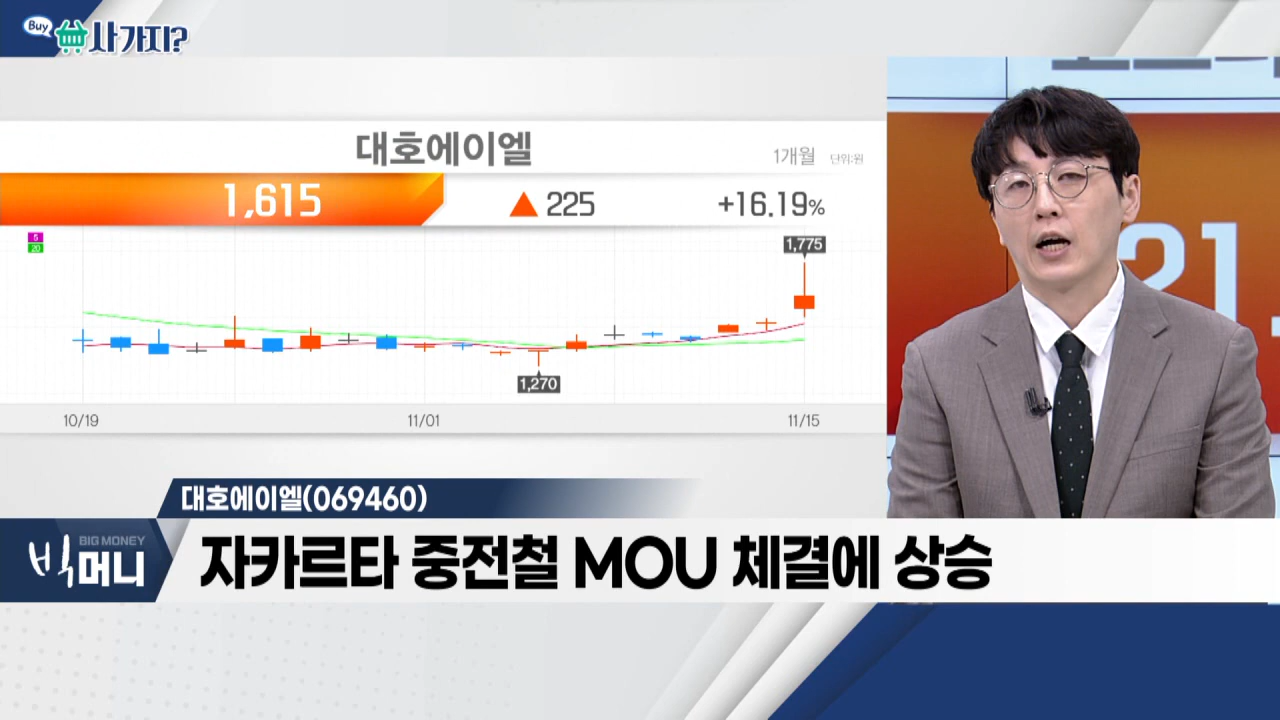 Buy 사가지?
대호에이엘
1개월 단위:원
1,615 ▲ 225 +16.19%
5
20
1,775
1,270
10/19 11/01 11/15
21.
대호에이엘(069460)
BIG MONEY
빅머니
자카르타 중전철 MOU 체결에 상승